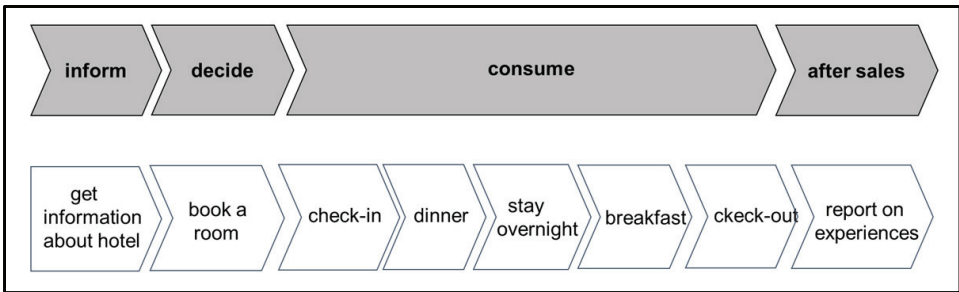 inform
decide
consume
after sales
get
information
about hotel
book a
room
check-in
dinner
stay
overnight
breakfast
ckeck-out
report on
experiences